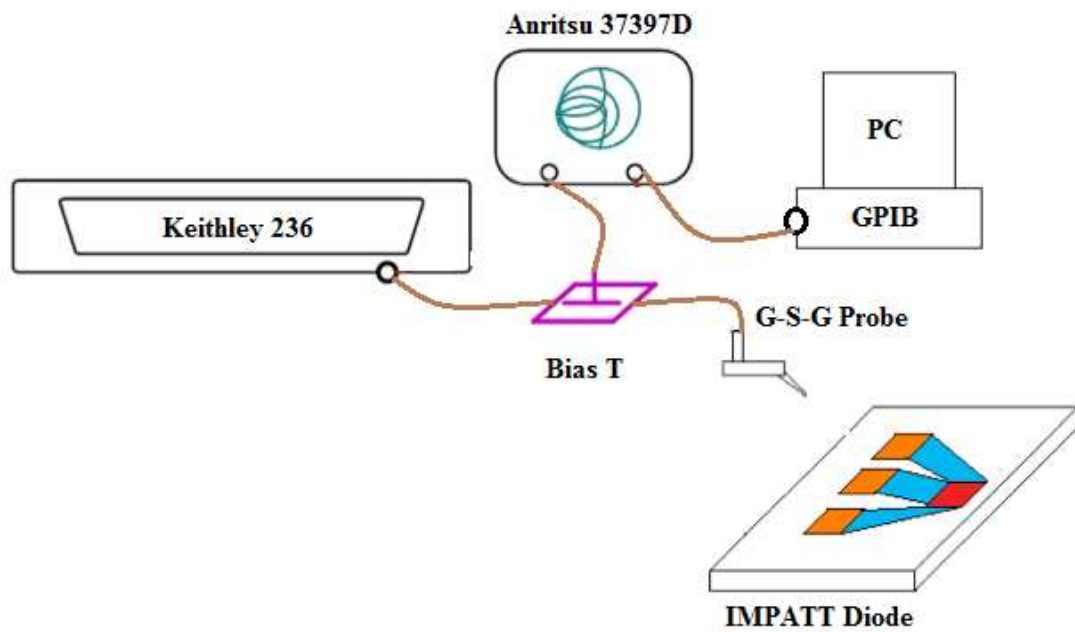 Anritsu 37397D
PC
GPIB
Keithley 236
G-S-G Probe
Bias T
IMPATT Diode